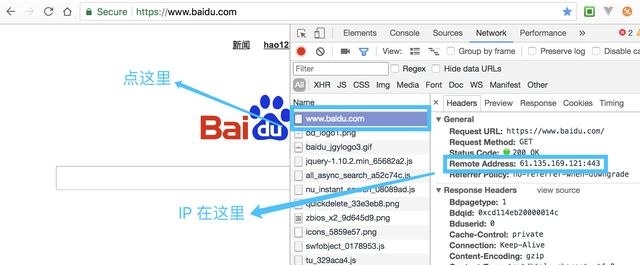 Secure https://www.baidu.com
Elements Console Sources Network Performance
View: Group by frame Preserve log Disable ca
Filter Regex Hide data URLs
All XHR JS CSS Img Media Font Doc WS Manifest Other
新闻 hao12
点这里
Bai du
IP 在这里
Name
www.baidu.com
bd_logo1.png
baidu_jgylogo3.gif
jquery-1.10.2.min_65682a2.js
all_async_search_a52c74c.js
nu_instant_search_08089ad.js
quickdelete_33e3eb8.png
zbios_x2_9d645d9.png
icons_5859e57.png
swfobject_0178953.js
tu_329aca4.js
Headers Preview Response Cookies Timing
General
Request URL: https://www.baidu.com/
Request Method: GET
Status Code: 200 OK
Remote Address: 61.135.169.121:443
Referrer Policy: no-referrer-when-downgrade
Response Headers view source
Bdpagetype: 1
Bdqid: 0xcd114eb20000014c
Bduserid: 0
Cache-Control: private
Connection: Keep-Alive
Content-Encoding: gzip